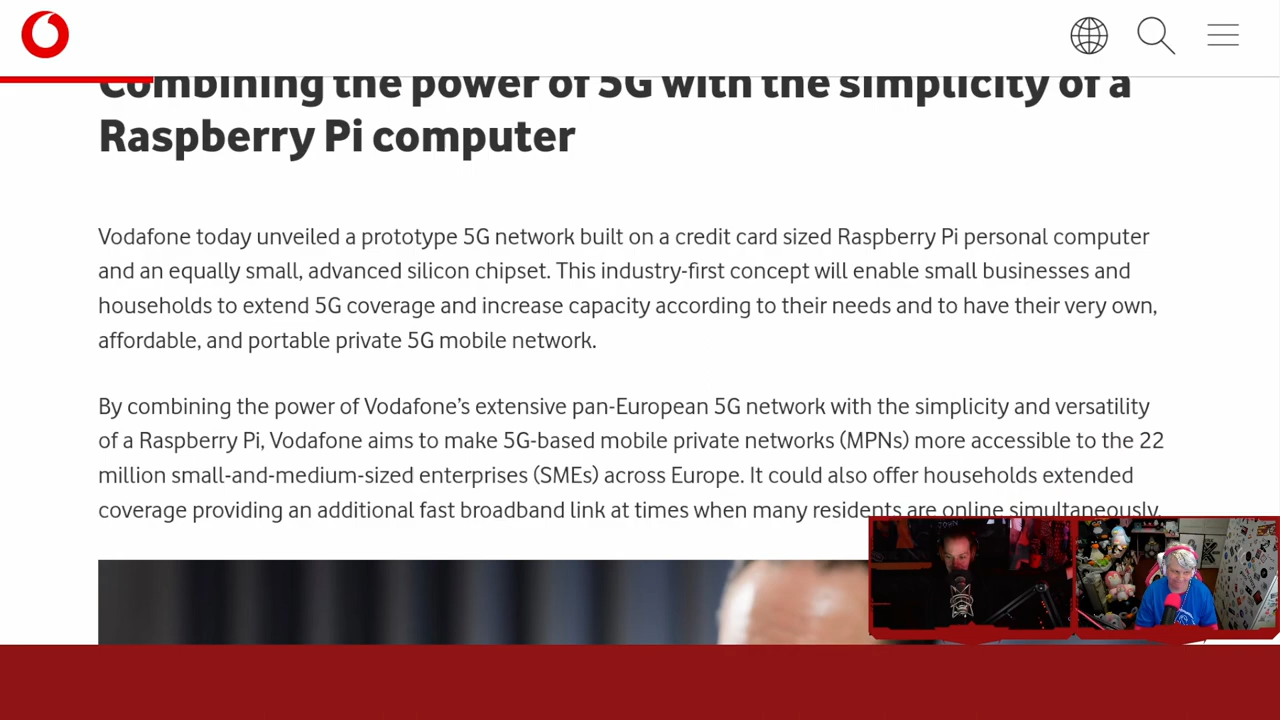 Combining the power of 5G with the simplicity of a
Raspberry Pi computer
Vodafone today unveiled a prototype 5G network built on a credit card sized Raspberry Pi personal computer
and an equally small, advanced silicon chipset. This industry-first concept will enable small businesses and
households to extend 5G coverage and increase capacity according to their needs and to have their very own,
affordable, and portable private 5G mobile network.
By combining the power of Vodafone’s extensive pan-European 5G network with the simplicity and versatility
of a Raspberry Pi, Vodafone aims to make 5G-based mobile private networks (MPNs) more accessible to the 22
million small-and-medium-sized enterprises (SMEs) across Europe. It could also offer households extended
coverage providing an additional fast broadband link at times when many residents are online simultaneously.